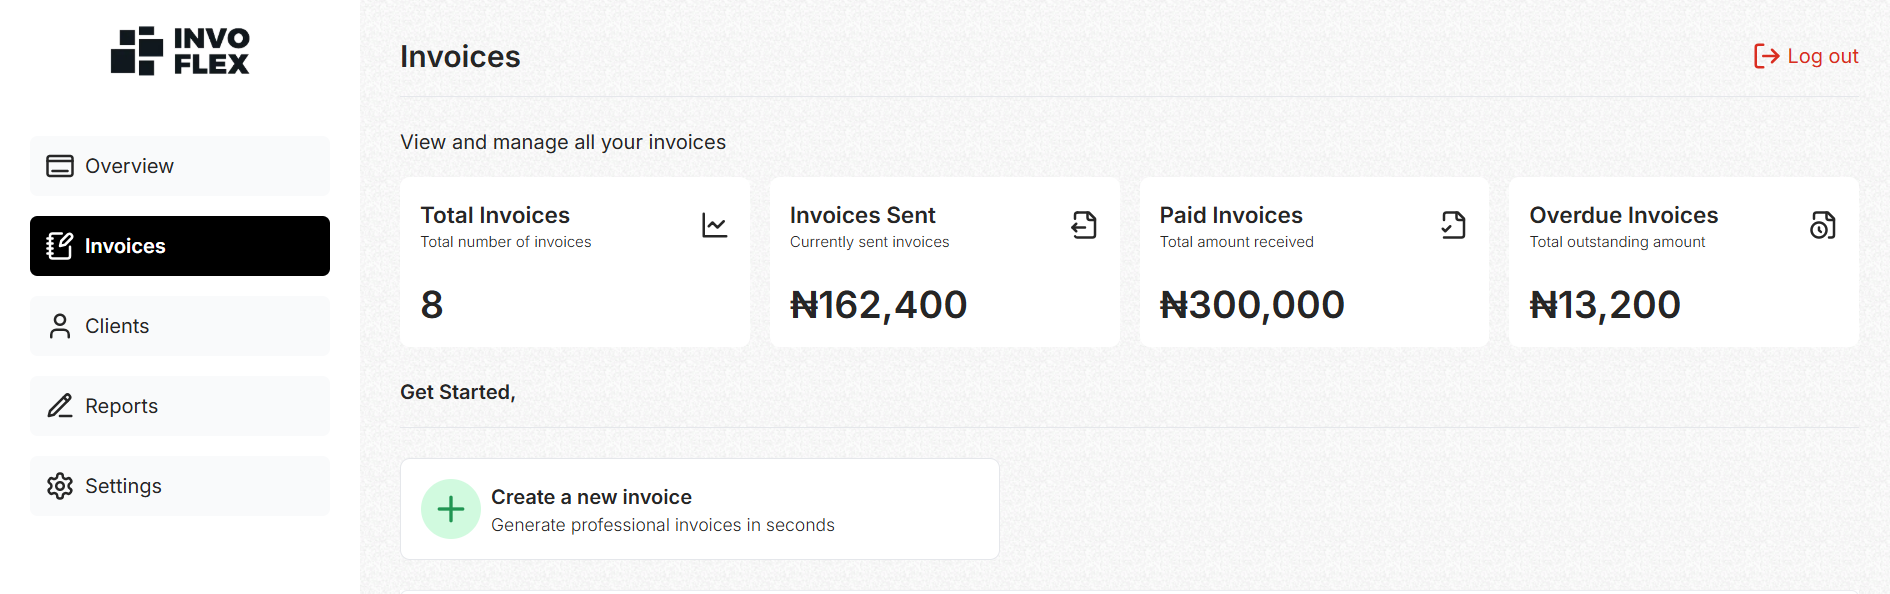 INVO
FLEX
Overview
Invoices
Clients
Reports
Settings
Invoices
Log out
View and manage all your invoices
Total Invoices
Total number of invoices
8
Invoices Sent
Currently sent invoices
₦162,400
Paid Invoices
Total amount received
₦300,000
Overdue Invoices
Total outstanding amount
₦13,200
Get Started,
Create a new invoice
Generate professional invoices in seconds